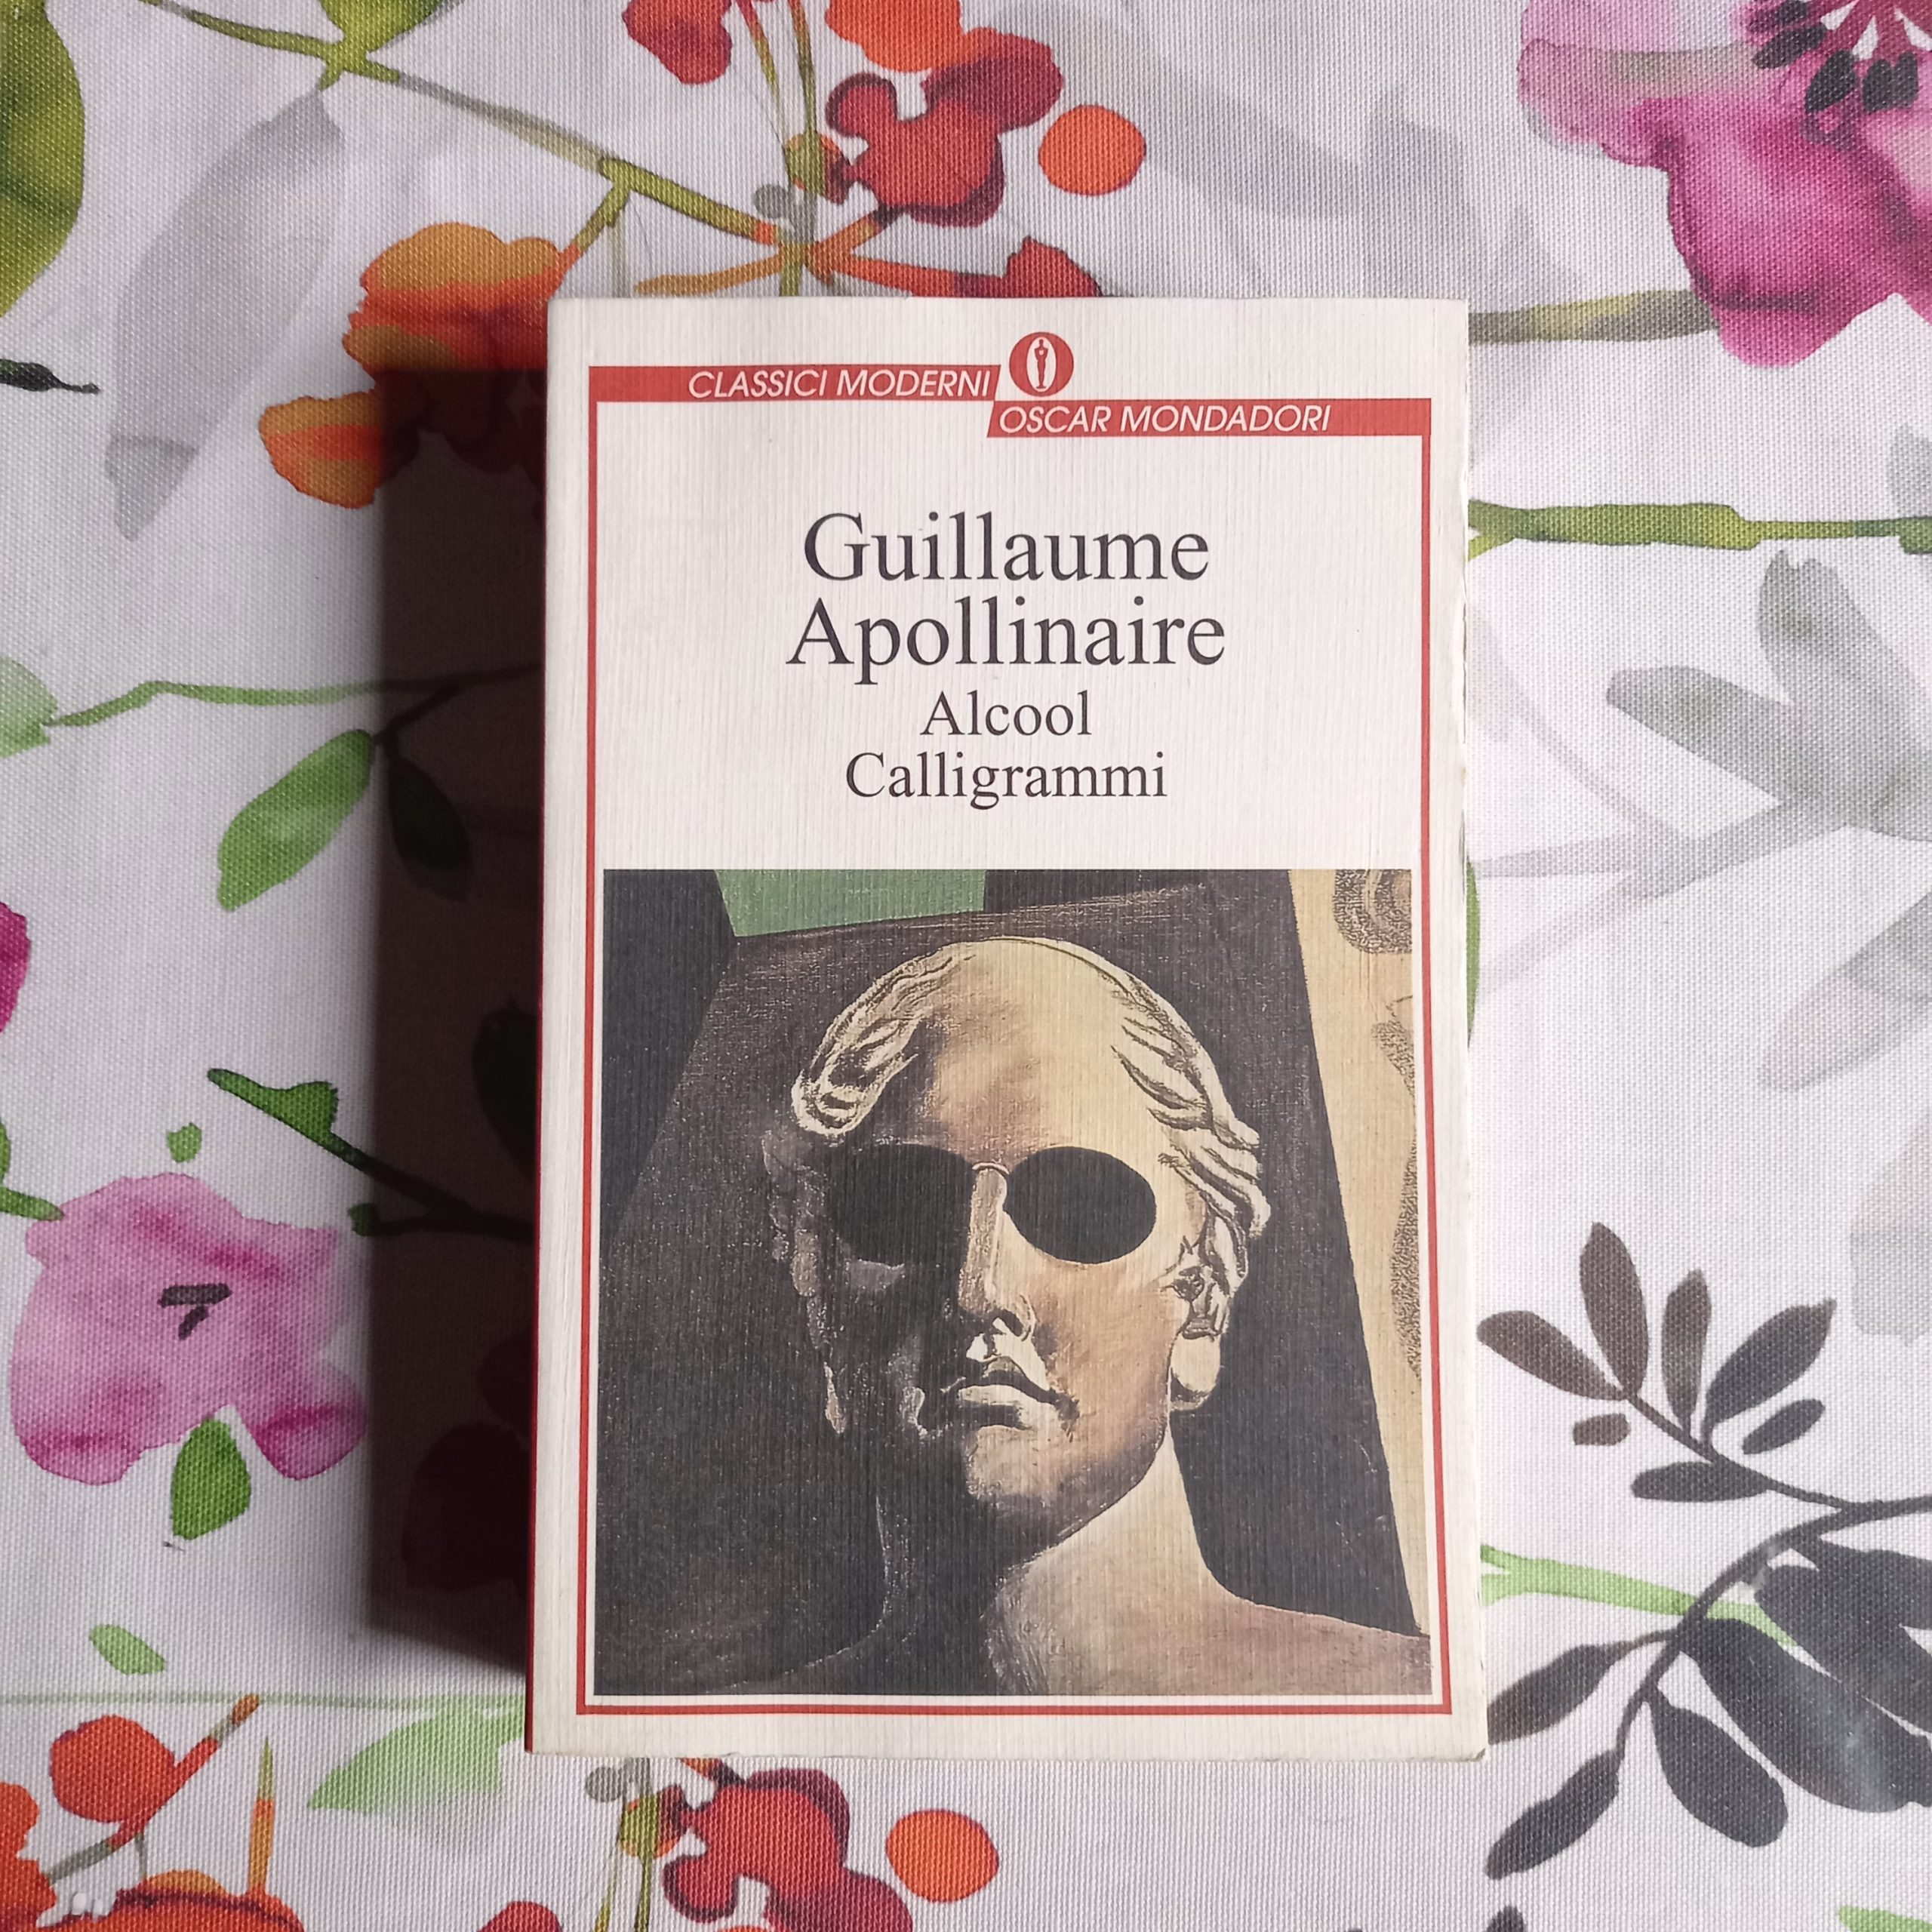 CLASSICI MODERNI
OSCAR MONDADORI
Guillaume
Apollinaire
Alcool
Calligrammi